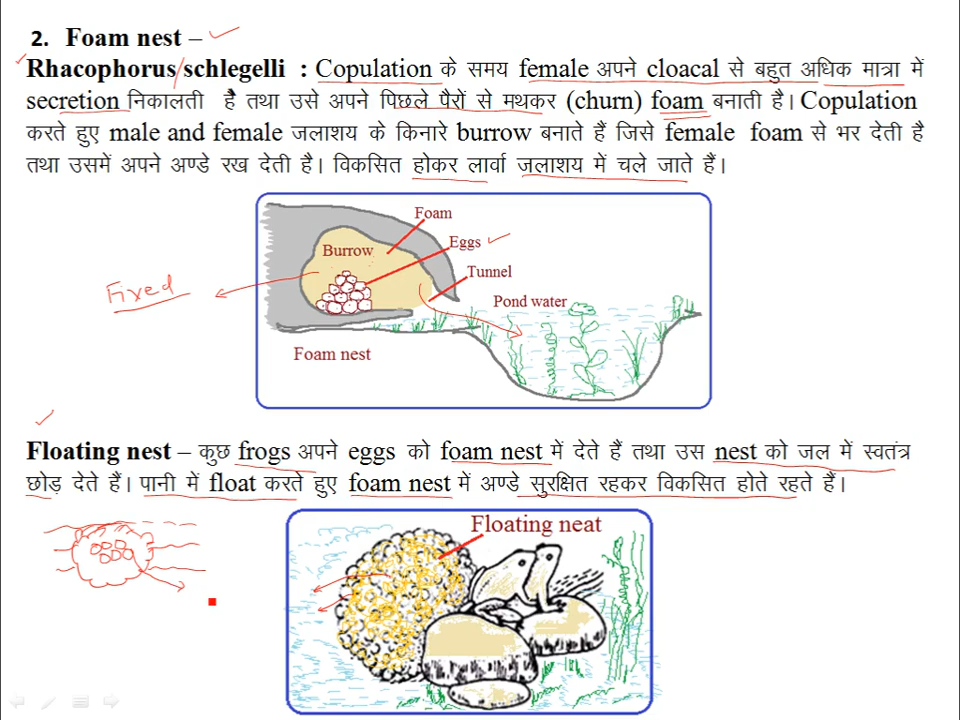 2. Foam nest –
Rhacophorus schlegelli : Copulation के समय female अपने cloacal से बहुत अधिक मात्रा में
secretion निकालती है तथा उसे अपने पिछले पैरों से मथकर (churn) foam बनाती है। Copulation
करते हुए male and female जलाशय के किनारे burrow बनाते हैं जिसे female foam से भर देती है
तथा उसमें अपने अण्डे रख देती है। विकसित होकर लार्वा जलाशय में चले जाते हैं।
Foam
Eggs
Burrow
Tunnel
Fixed
Pond water
Foam nest
Floating nest – कुछ frogs अपने eggs को foam nest में देते हैं तथा उस nest को जल में स्वतंत्र
छोड़ देते हैं। पानी में float करते हुए foam nest में अण्डे सुरक्षित रहकर विकसित होते रहते हैं।
Floating neat